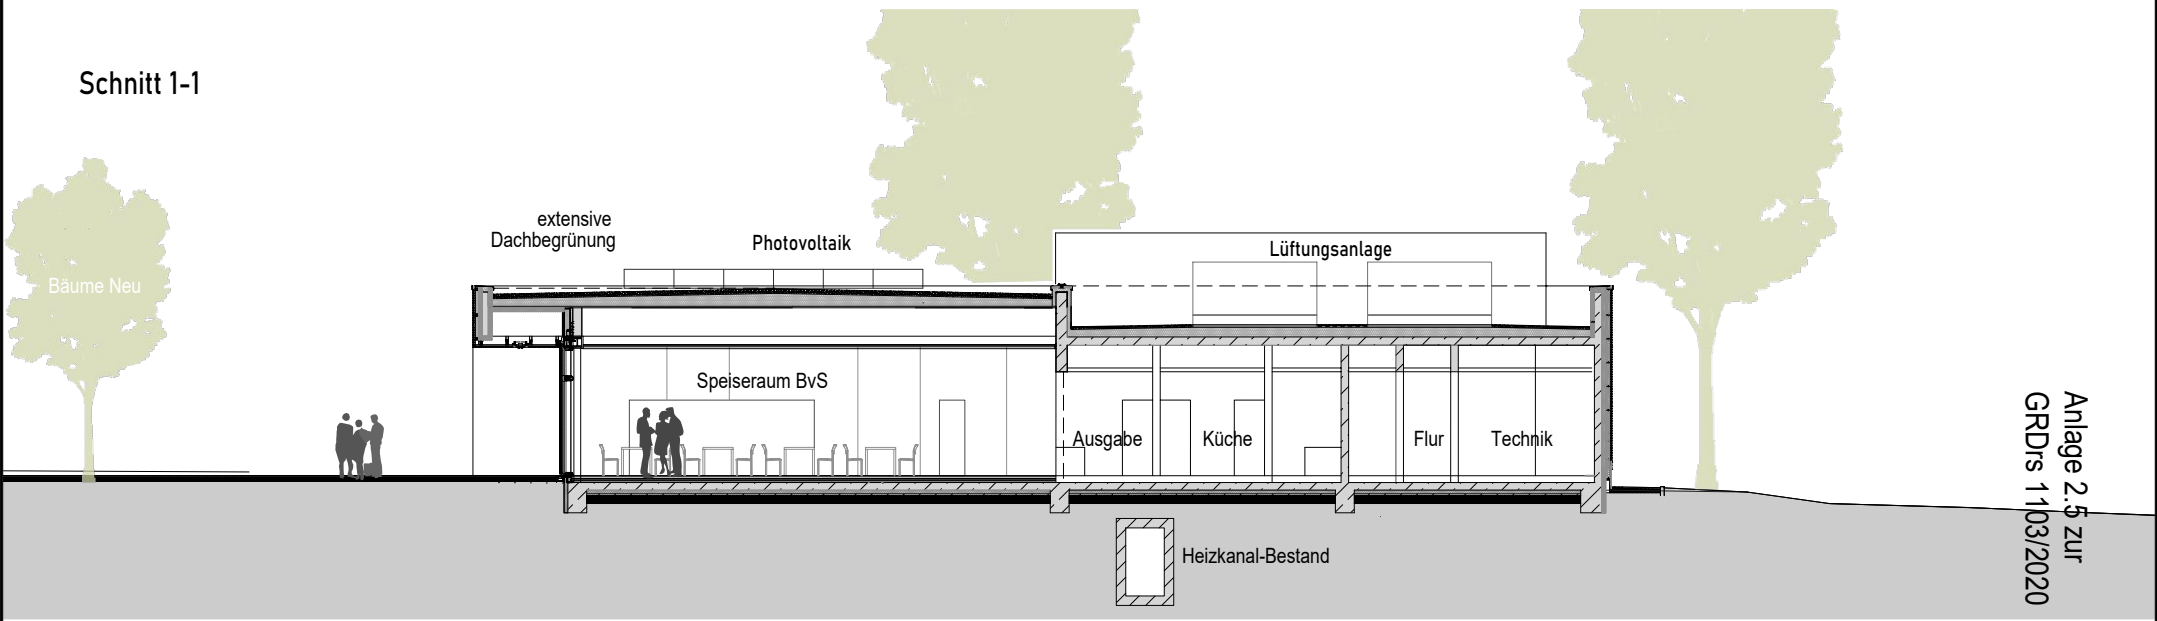 Schnitt 1-1
extensive
Dachbegrünung
Photovoltaik
Lüftungsanlage
Bäume Neu
Speiseraum BvS
Ausgabe
Küche
Flur
Technik
Heizkanal-Bestand
Anlage 2.5 zur
GRDrs 1103/2020